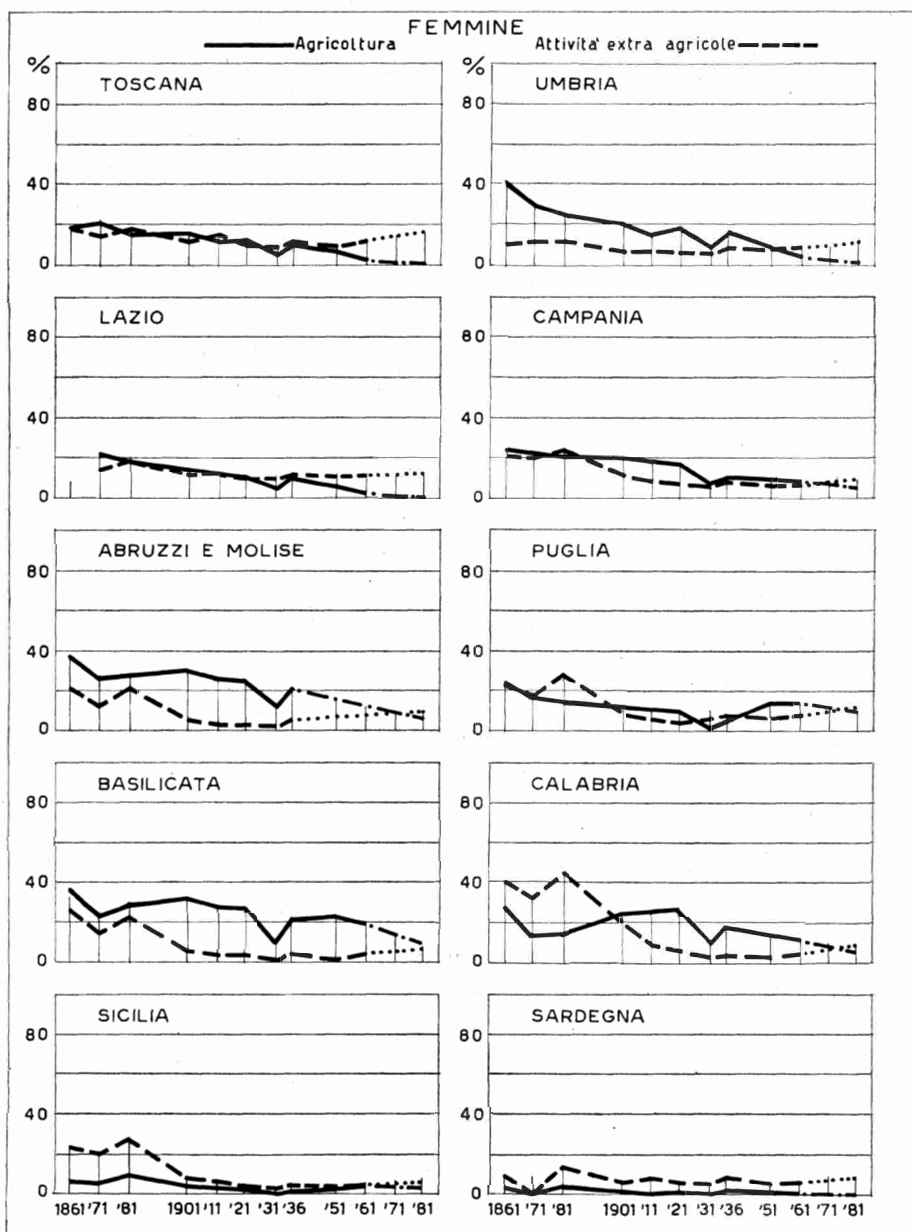 FEMMINE
Agricoltura Attivita' extra agricole
% %
TOSCANA UMBRIA
80 80
40 40
0 0
LAZIO CAMPANIA
80 80
40 40
0 0
ABRUZZI E MOLISE PUGLIA
80 80
40 40
0 0
BASILICATA CALABRIA
80 80
40 40
0 0
SICILIA SARDEGNA
80 80
40 40
0 0
1861 '71 '81 1901 '11 '21 '31 '36 '51 '61 '71 '81 1861 '71 '81 1901 '11 '21 '31 '36 '51 '61 '71 '81